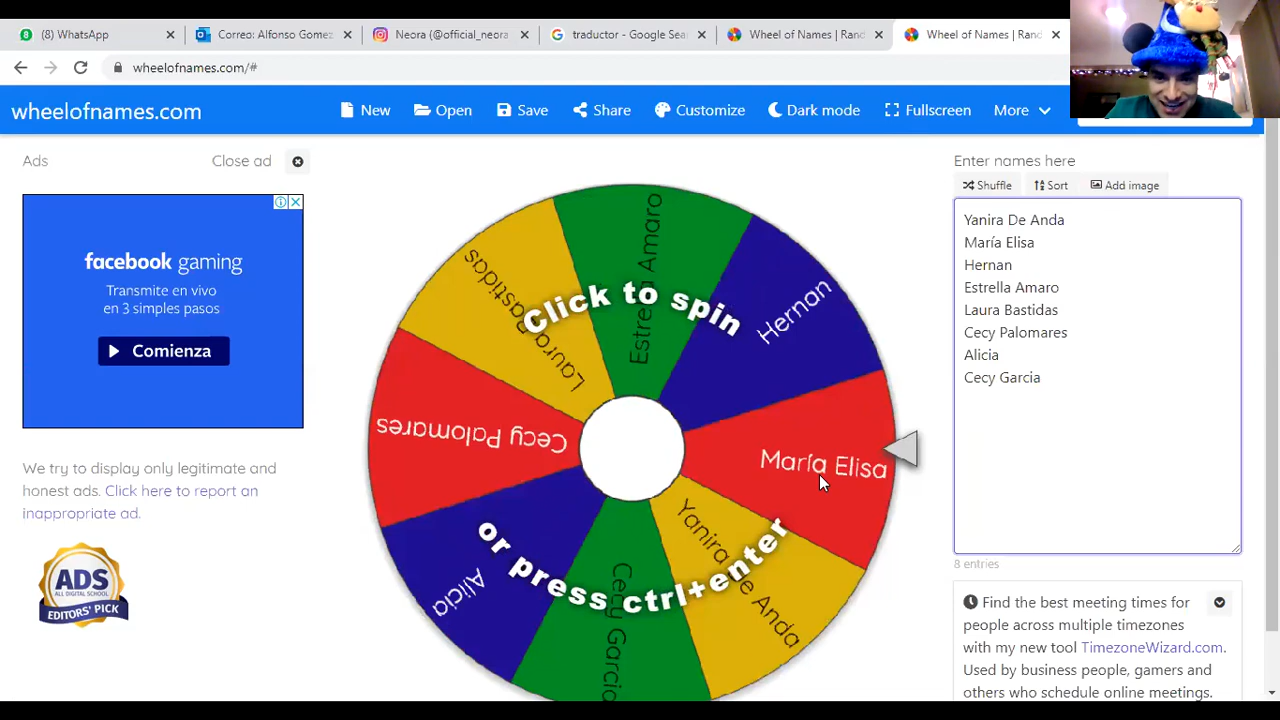 (8) WhatsApp
Correo: Alfonso Gomez
Neora (@official_neora
traductor - Google Sear
Wheel of Names | Rand
Wheel of Names | Rand
wheelofnames.com/#
wheelofnames.com
New
Open
Save
Share
Customize
Dark mode
Fullscreen
More
Ads
Close ad
facebook gaming
Transmite en vivo
en 3 simples pasos
Comienza
We try to display only legitimate and
honest ads. Click here to report an
inappropriate ad.
ADS
ALL DIGITAL SCHOOL
EDITORS' PICK
Click to spin
or press ctrl+enter
Estrella Amaro
Hernan
María Elisa
Yanira De Anda
Cecy Garcia
Alicia
Cecy Palomares
Laura Bastidas
Enter names here
Shuffle
Sort
Add image
Yanira De Anda
María Elisa
Hernan
Estrella Amaro
Laura Bastidas
Cecy Palomares
Alicia
Cecy Garcia
8 entries
Find the best meeting times for
people across multiple timezones
with my new tool TimezoneWizard.com.
Used by business people, gamers and
others who schedule online meetings.